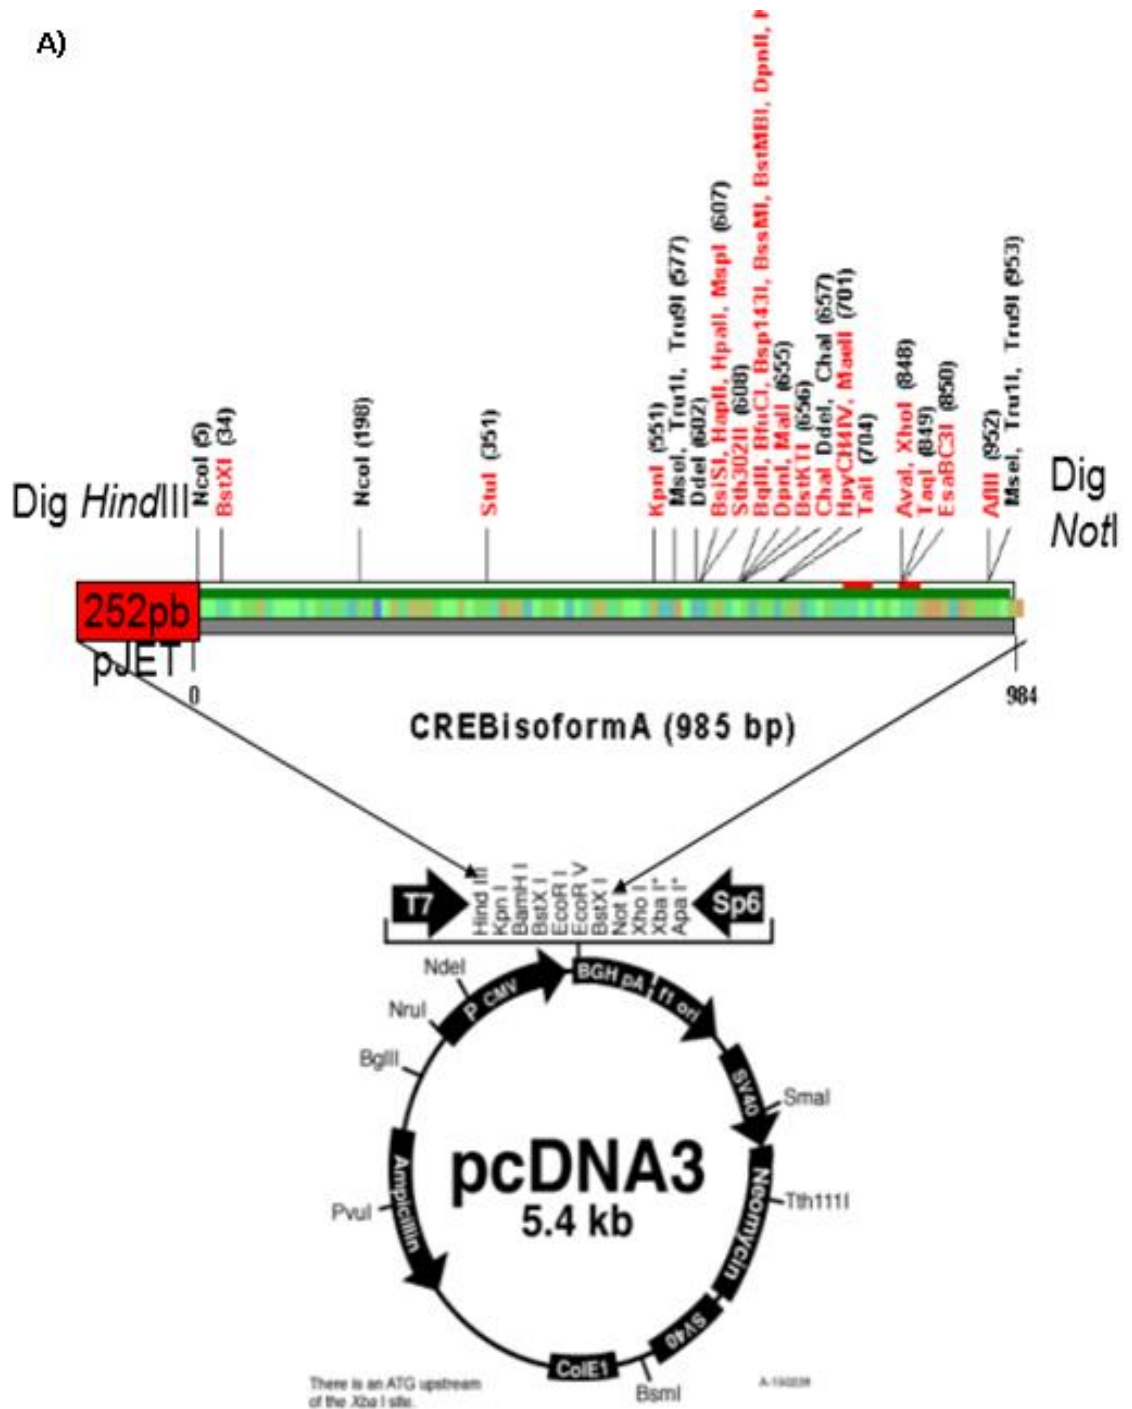 A)
Dig HindIII
NcoI (5)
BstXI (34)
NcoI (198)
StuI (351)
KpnI (551)
MseI, Tru1I, Tru9I (577)
DdeI (602)
BsiSI, HapII, HpaII, MspI (607)
Sth302II (608)
BglII, BfuCI, Bsp143I, BssMI, BstMBI, DpnII,
DpnI, MalI (655)
BstKTI (656)
ChaI DdeI, ChaI (657)
HpyCH4IV, MaeII (701)
TaiI (704)
AvaI, XhoI (848)
TaqI (849)
EsaBC3I (850)
AflII (952)
MseI, Tru1I, Tru9I (953)
Dig
NotI
252pb
pJET
0
984
CREBisoformA (985 bp)
T7
Hind III
Kpn I
BamH I
BstX I
EcoR I
EcoR V
BstX I
Not I
Xho I
Xba I*
Apa I*
Sp6
NdeI
NruI
BglII
PvuI
P CMV
BGH pA
f1 ori
SV40
SmaI
Neomycin
Tth111I
SV40
BsmI
ColE1
Ampicillin
pcDNA3
5.4 kb
There is an ATG upstream
of the Xba I site.